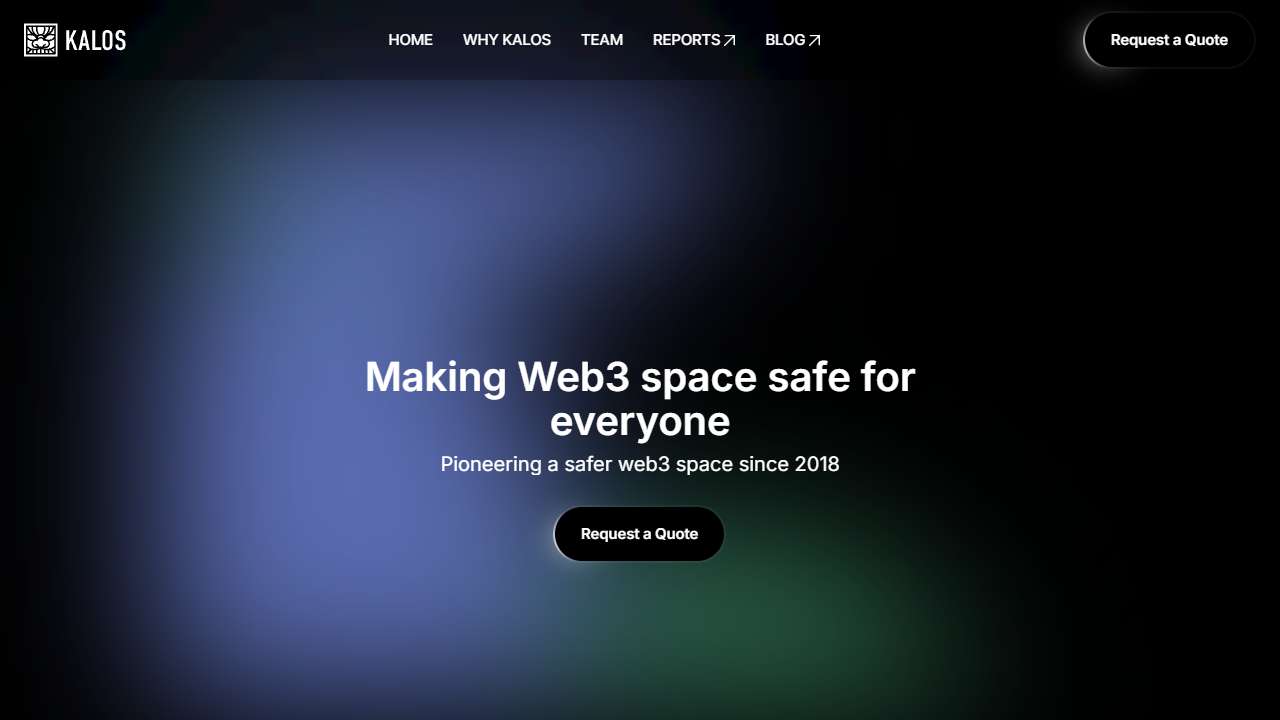 KALOS
HOME
WHY KALOS
TEAM
REPORTS
BLOG
Request a Quote
Making Web3 space safe for
everyone
Pioneering a safer web3 space since 2018
Request a Quote